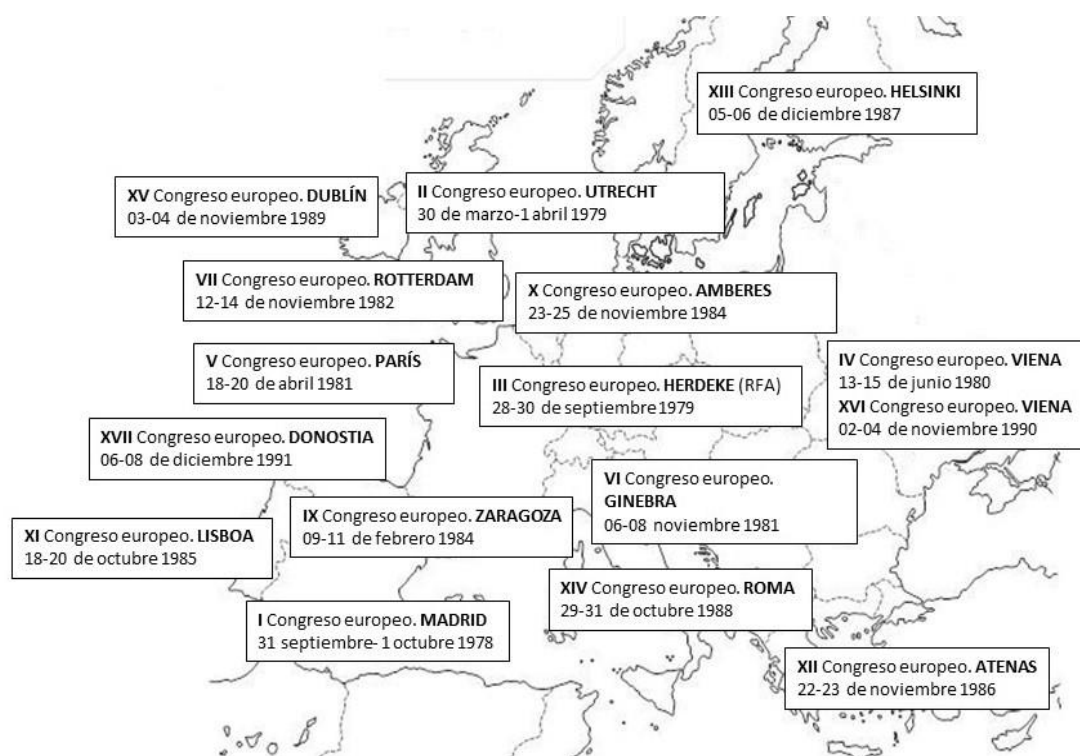 XIII Congreso europeo. HELSINKI
05-06 de diciembre 1987
XV Congreso europeo. DUBLÍN
03-04 de noviembre 1989
II Congreso europeo. UTRECHT
30 de marzo-1 abril 1979
VII Congreso europeo. ROTTERDAM
12-14 de noviembre 1982
X Congreso europeo. AMBERES
23-25 de noviembre 1984
V Congreso europeo. PARÍS
18-20 de abril 1981
III Congreso europeo. HERDEKE (RFA)
28-30 de septiembre 1979
IV Congreso europeo. VIENA
13-15 de junio 1980
XVI Congreso europeo. VIENA
02-04 de noviembre 1990
XVII Congreso europeo. DONOSTIA
06-08 de diciembre 1991
VI Congreso europeo.
GINEBRA
06-08 noviembre 1981
IX Congreso europeo. ZARAGOZA
09-11 de febrero 1984
XI Congreso europeo. LISBOA
18-20 de octubre 1985
XIV Congreso europeo. ROMA
29-31 de octubre 1988
I Congreso europeo. MADRID
31 septiembre- 1 octubre 1978
XII Congreso europeo. ATENAS
22-23 de noviembre 1986